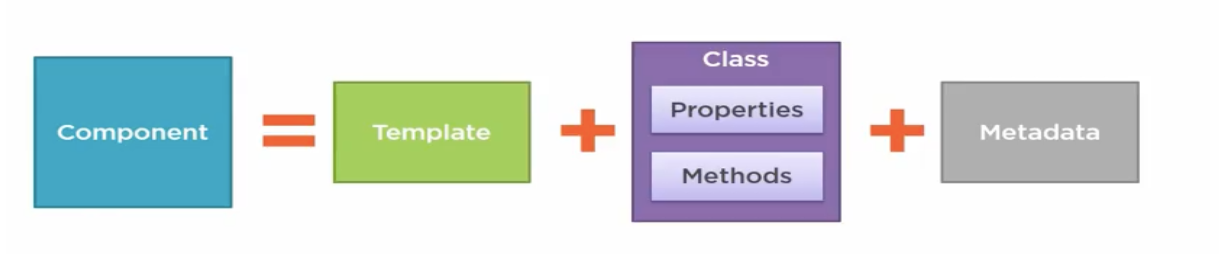 Component
=
Template
+
Class
Properties
Methods
+
Metadata